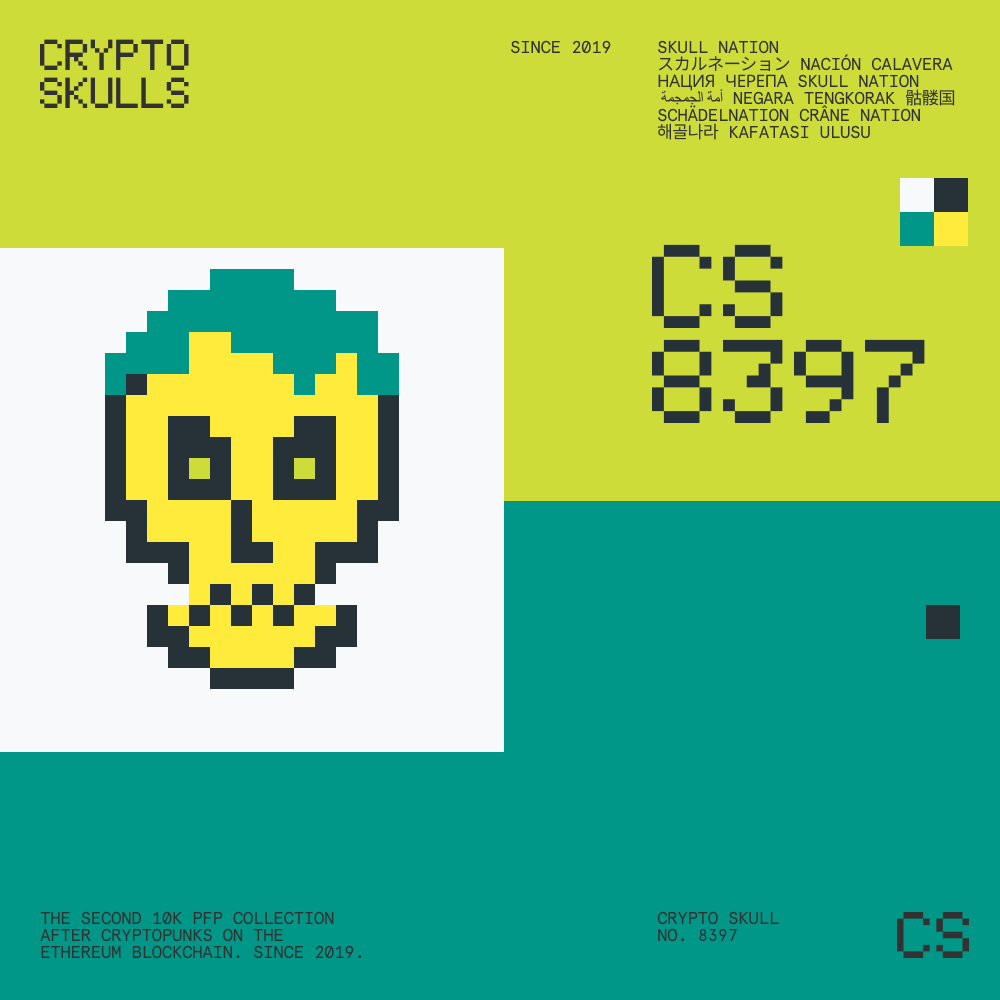 CRYPTO
SKULLS
SINCE 2019
SKULL NATION
スカルネーション NACIÓN CALAVERA
НАЦИЯ ЧЕРЕПА SKULL NATION
أمة الجمجمة NEGARA TENGKORAK 骷髅国
SCHÄDELNATION CRÂNE NATION
해골나라 KAFATASI ULUSU
CS
8397
THE SECOND 10K PFP COLLECTION
AFTER CRYPTOPUNKS ON THE
ETHEREUM BLOCKCHAIN. SINCE 2019.
CRYPTO SKULL
NO. 8397
CS